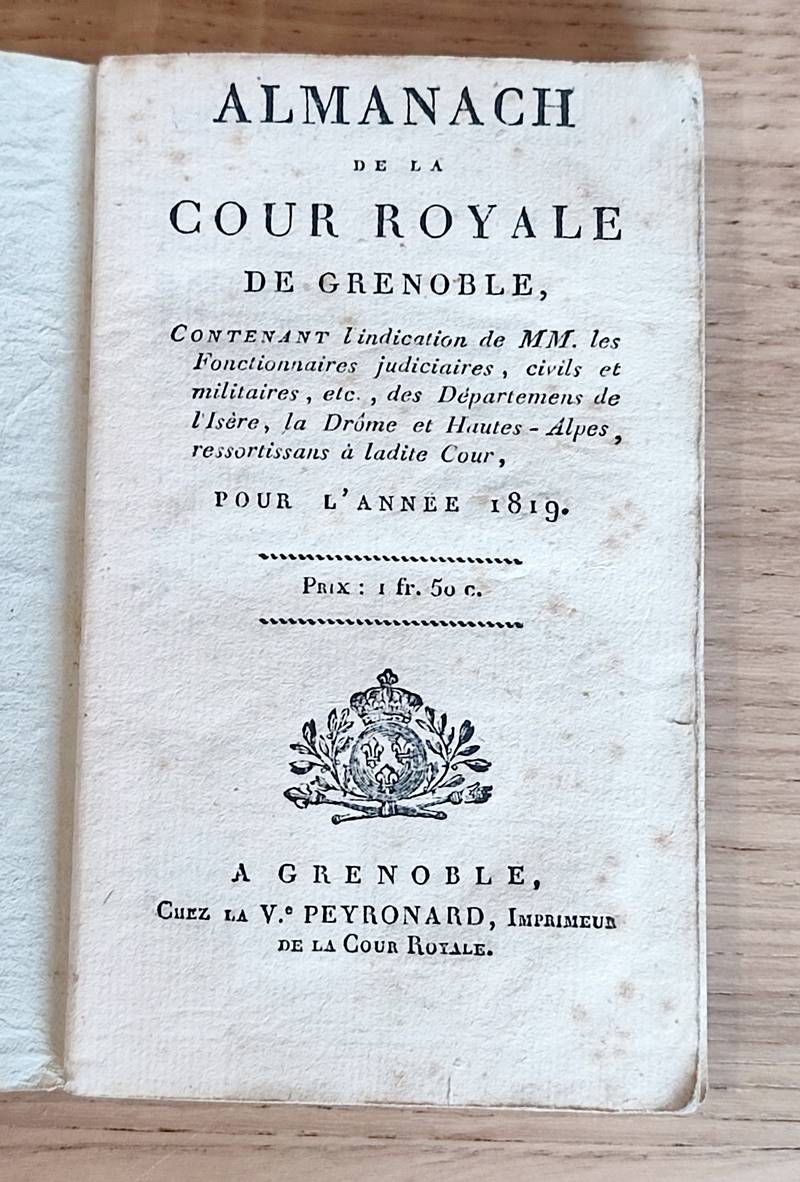 ALMANACH
DE LA
COUR ROYALE
DE GRENOBLE,
CONTENANT l'indication de MM. les
Fonctionnaires judiciaires, civils et
militaires, etc., des Départemens de
l'Isère, la Drôme et Hautes-Alpes,
ressortissans à ladite Cour,
POUR L'ANNÉE 1819.
PRIX : 1 fr. 50 c.
A GRENOBLE,
CHEZ LA V.e PEYRONARD, IMPRIMEUR
DE LA COUR ROYALE.